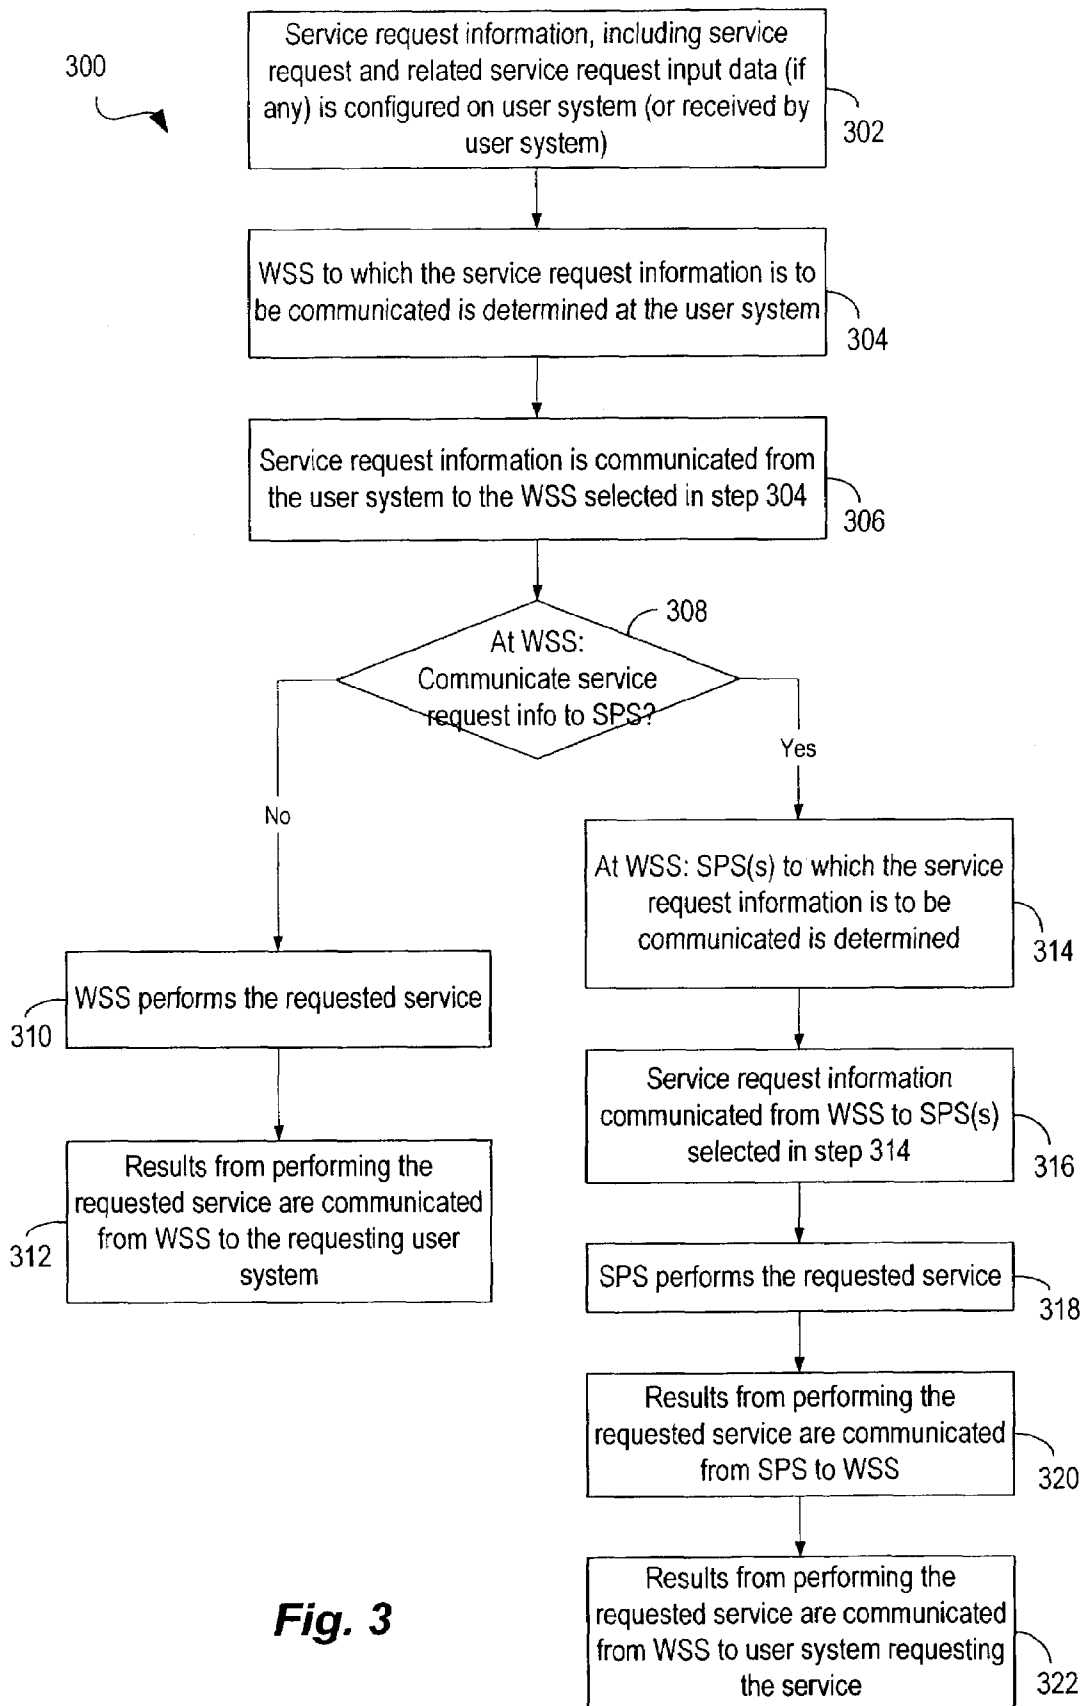 300
Service request information, including service
request and related service request input data (if
any) is configured on user system (or received by
user system)
302
WSS to which the service request information is to
be communicated is determined at the user system
304
Service request information is communicated from
the user system to the WSS selected in step 304
306
308
At WSS:
Communicate service
request info to SPS?
No
Yes
WSS performs the requested service
310
Results from performing the
requested service are communicated
from WSS to the requesting user
system
312
At WSS: SPS(s) to which the service
request information is to be
communicated is determined
314
Service request information
communicated from WSS to SPS(s)
selected in step 314
316
SPS performs the requested service
318
Results from performing the
requested service are communicated
from SPS to WSS
320
Results from performing the
requested service are communicated
from WSS to user system requesting
the service
322
Fig. 3